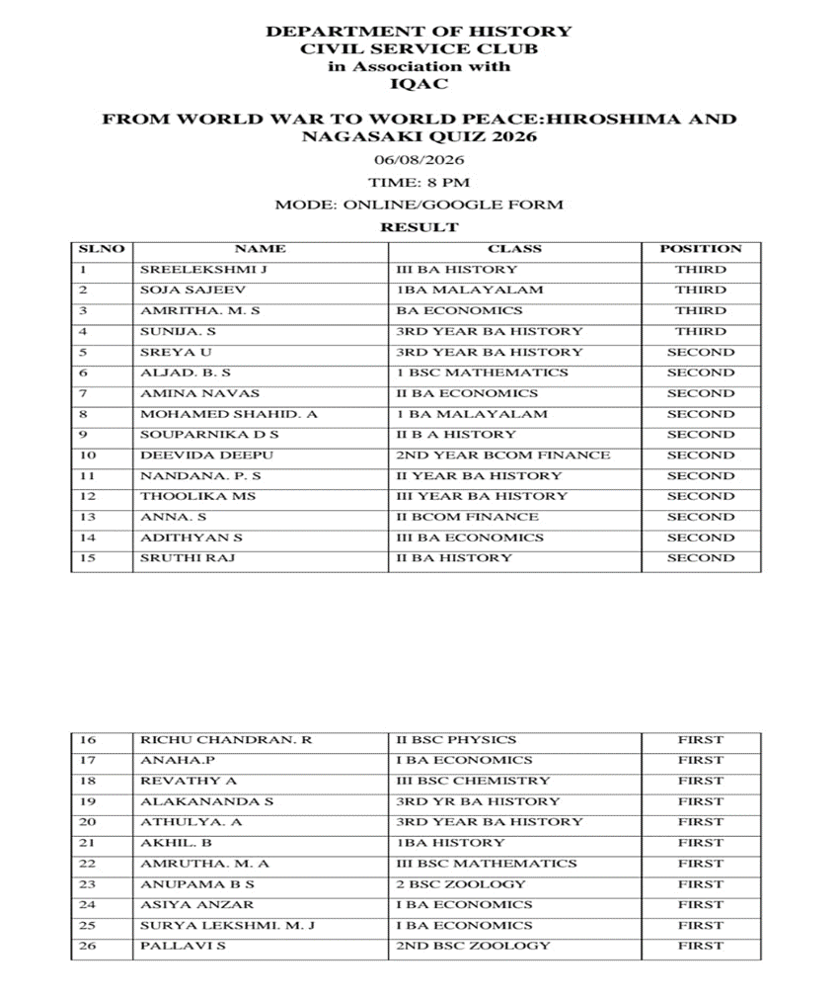 DEPARTMENT OF HISTORY
CIVIL SERVICE CLUB
in Association with
IQAC
FROM WORLD WAR TO WORLD PEACE:HIROSHIMA AND
NAGASAKI QUIZ 2026
06/08/2026
TIME: 8 PM
MODE: ONLINE/GOOGLE FORM
RESULT
SLNO NAME CLASS POSITION
1 SREELEKSHMI J III BA HISTORY THIRD
2 SOJA SAJEEV 1BA MALAYALAM THIRD
3 AMRITHA. M. S BA ECONOMICS THIRD
4 SUNIJA. S 3RD YEAR BA HISTORY THIRD
5 SREYA U 3RD YEAR BA HISTORY SECOND
6 ALJAD. B. S 1 BSC MATHEMATICS SECOND
7 AMINA NAVAS II BA ECONOMICS SECOND
8 MOHAMED SHAHID. A 1 BA MALAYALAM SECOND
9 SOUPARNIKA D S II B A HISTORY SECOND
10 DEEVIDA DEEPU 2ND YEAR BCOM FINANCE SECOND
11 NANDANA. P. S II YEAR BA HISTORY SECOND
12 THOOLIKA MS III YEAR BA HISTORY SECOND
13 ANNA. S II BCOM FINANCE SECOND
14 ADITHYAN S III BA ECONOMICS SECOND
15 SRUTHI RAJ II BA HISTORY SECOND
16 RICHU CHANDRAN. R II BSC PHYSICS FIRST
17 ANAHA.P I BA ECONOMICS FIRST
18 REVATHY A III BSC CHEMISTRY FIRST
19 ALAKANANDA S 3RD YR BA HISTORY FIRST
20 ATHULYA. A 3RD YEAR BA HISTORY FIRST
21 AKHIL. B 1BA HISTORY FIRST
22 AMRUTHA. M. A III BSC MATHEMATICS FIRST
23 ANUPAMA B S 2 BSC ZOOLOGY FIRST
24 ASIYA ANZAR I BA ECONOMICS FIRST
25 SURYA LEKSHMI. M. J I BA ECONOMICS FIRST
26 PALLAVI S 2ND BSC ZOOLOGY FIRST